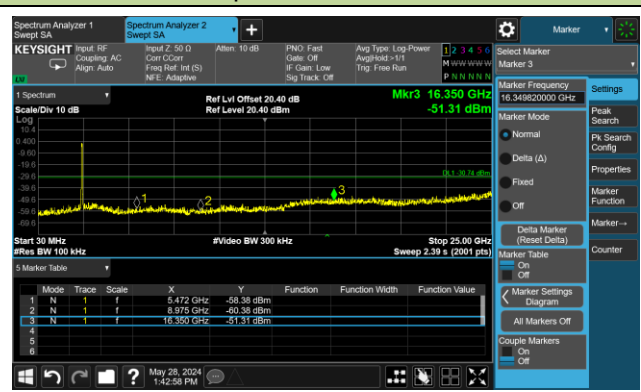 Spectrum Analyzer 1
Swept SA
Spectrum Analyzer 2
Swept SA
Marker
KEYSIGHT
Input: RF
Coupling: AC
Align: Auto
Input Z: 50 Ω
Corr CCorr
Freq Ref: Int (S)
NFE: Adaptive
Atten: 10 dB
PNO: Fast
Gate: Off
IF Gain: Low
Sig Track: Off
Avg Type: Log-Power
Avg|Hold:>1/1
Trig: Free Run
1 2 3 4 5 6
M W W W W W
P N N N N N
Select Marker
Marker 3
LVI
1 Spectrum
Scale/Div 10 dB
Ref Lvl Offset 20.40 dB
Ref Level 20.40 dBm
Mkr3 16.350 GHz
-51.31 dBm
Log
10.4
0.400
-9.60
-19.6
-29.6
-39.6
-49.6
-59.6
-69.6
DL1 -30.74 dBm
1
2
3
Start 30 MHz
#Res BW 100 kHz
#Video BW 300 kHz
Stop 25.00 GHz
Sweep 2.39 s (2001 pts)
5 Marker Table
Mode Trace Scale X Y Function Function Width Function Value
1 N 1 f 5.472 GHz -58.38 dBm
2 N 1 f 8.975 GHz -60.38 dBm
3 N 1 f 16.350 GHz -51.31 dBm
4
5
6
Marker Frequency
16.349820000 GHz
Marker Mode
Normal
Delta (Δ)
Fixed
Off
Delta Marker
(Reset Delta)
Marker Table
On
Off
Marker Settings
Diagram
All Markers Off
Couple Markers
On
Off
Settings
Peak
Search
Pk Search
Config
Properties
Marker
Function
Marker→
Counter
May 28, 2024
1:42:58 PM